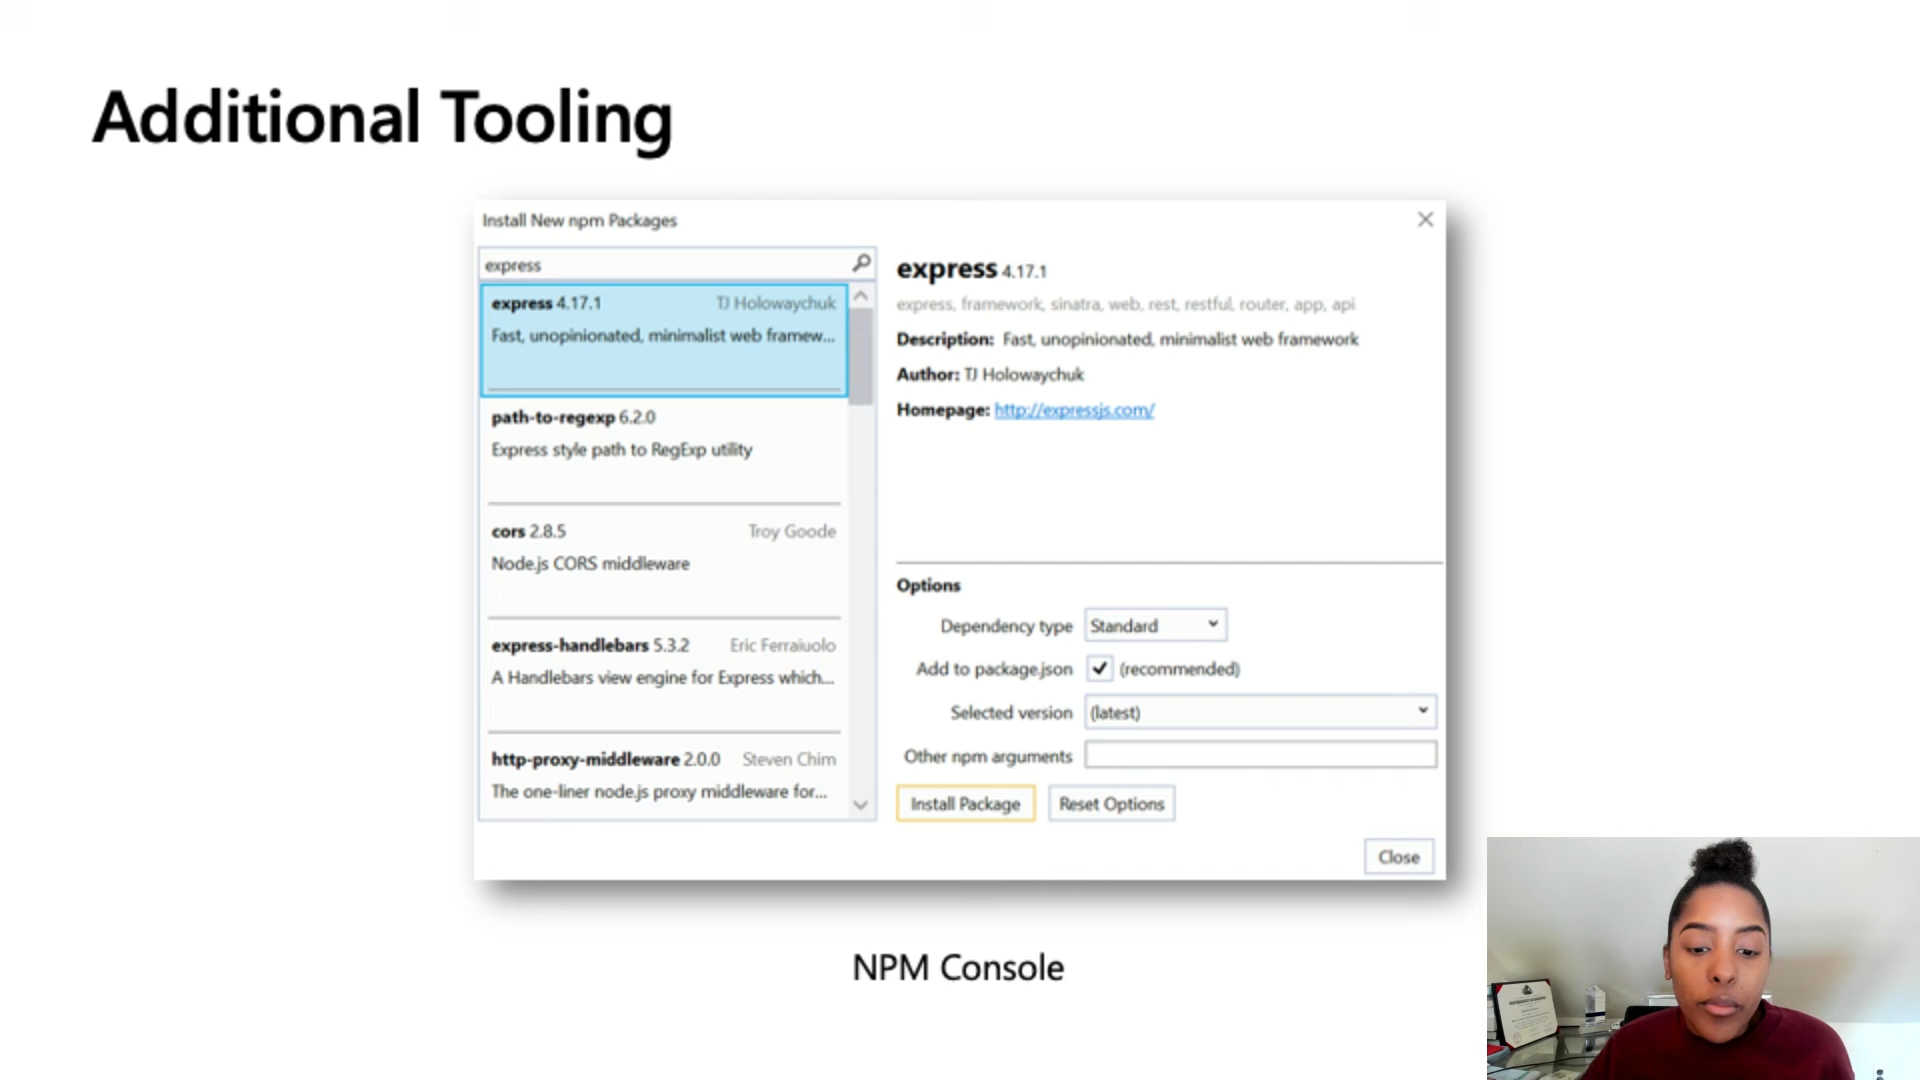 Additional Tooling
Install New npm Packages
express
express 4.17.1 TJ Holowaychuk
Fast, unopinionated, minimalist web framew...
path-to-regexp 6.2.0
Express style path to RegExp utility
cors 2.8.5 Troy Goode
Node.js CORS middleware
express-handlebars 5.3.2 Eric Ferraiuolo
A Handlebars view engine for Express which...
http-proxy-middleware 2.0.0 Steven Chim
The one-liner node.js proxy middleware for...
express 4.17.1
express, framework, sinatra, web, rest, restful, router, app, api
Description: Fast, unopinionated, minimalist web framework
Author: TJ Holowaychuk
Homepage: http://expressjs.com/
Options
Dependency type Standard
Add to package.json (recommended)
Selected version (latest)
Other npm arguments
Install Package Reset Options
Close
NPM Console